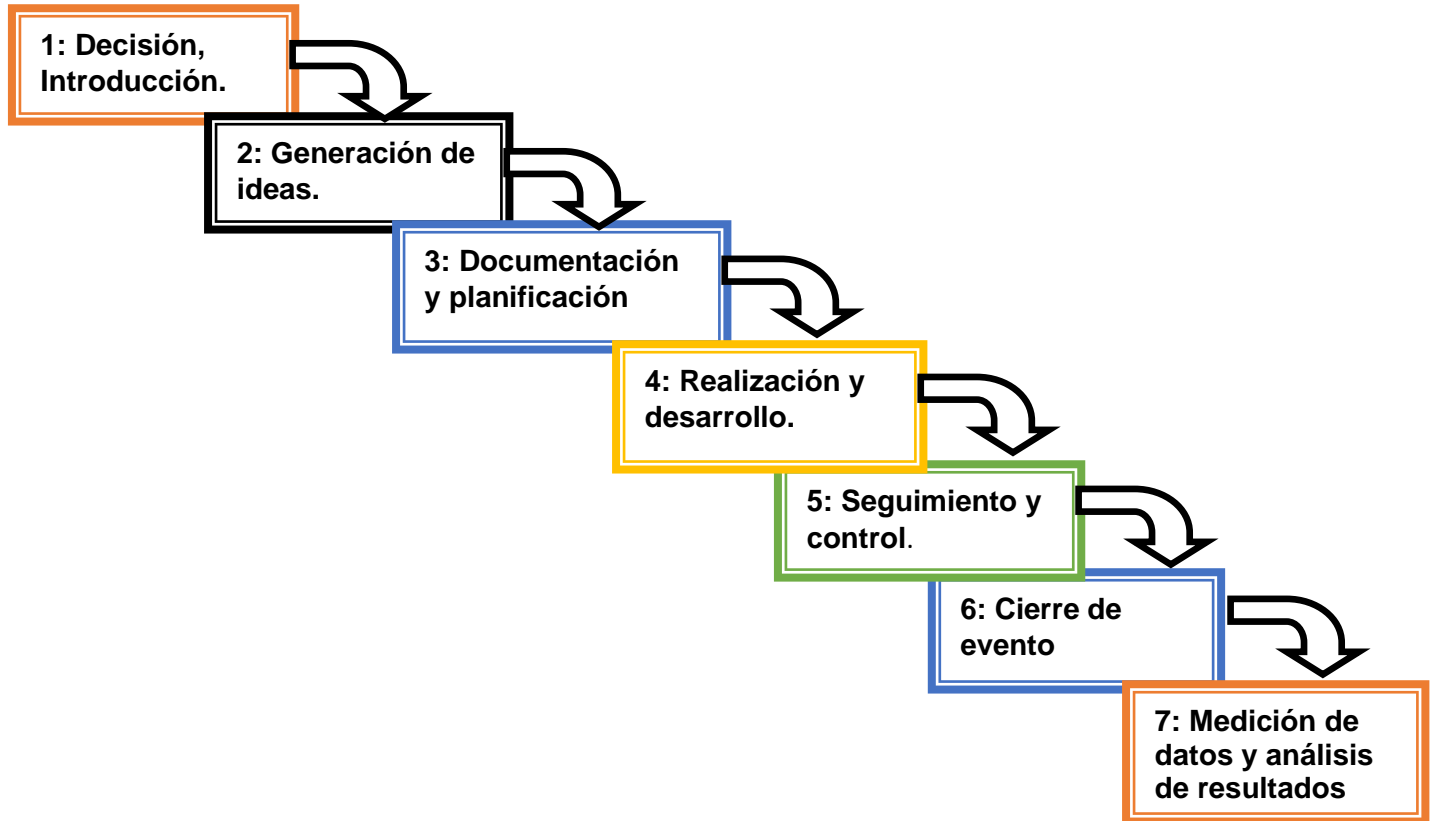 1: Decisión,
Introducción.
2: Generación de
ideas.
3: Documentación
y planificación
4: Realización y
desarrollo.
5: Seguimiento y
control.
6: Cierre de
evento
7: Medición de
datos y análisis
de resultados